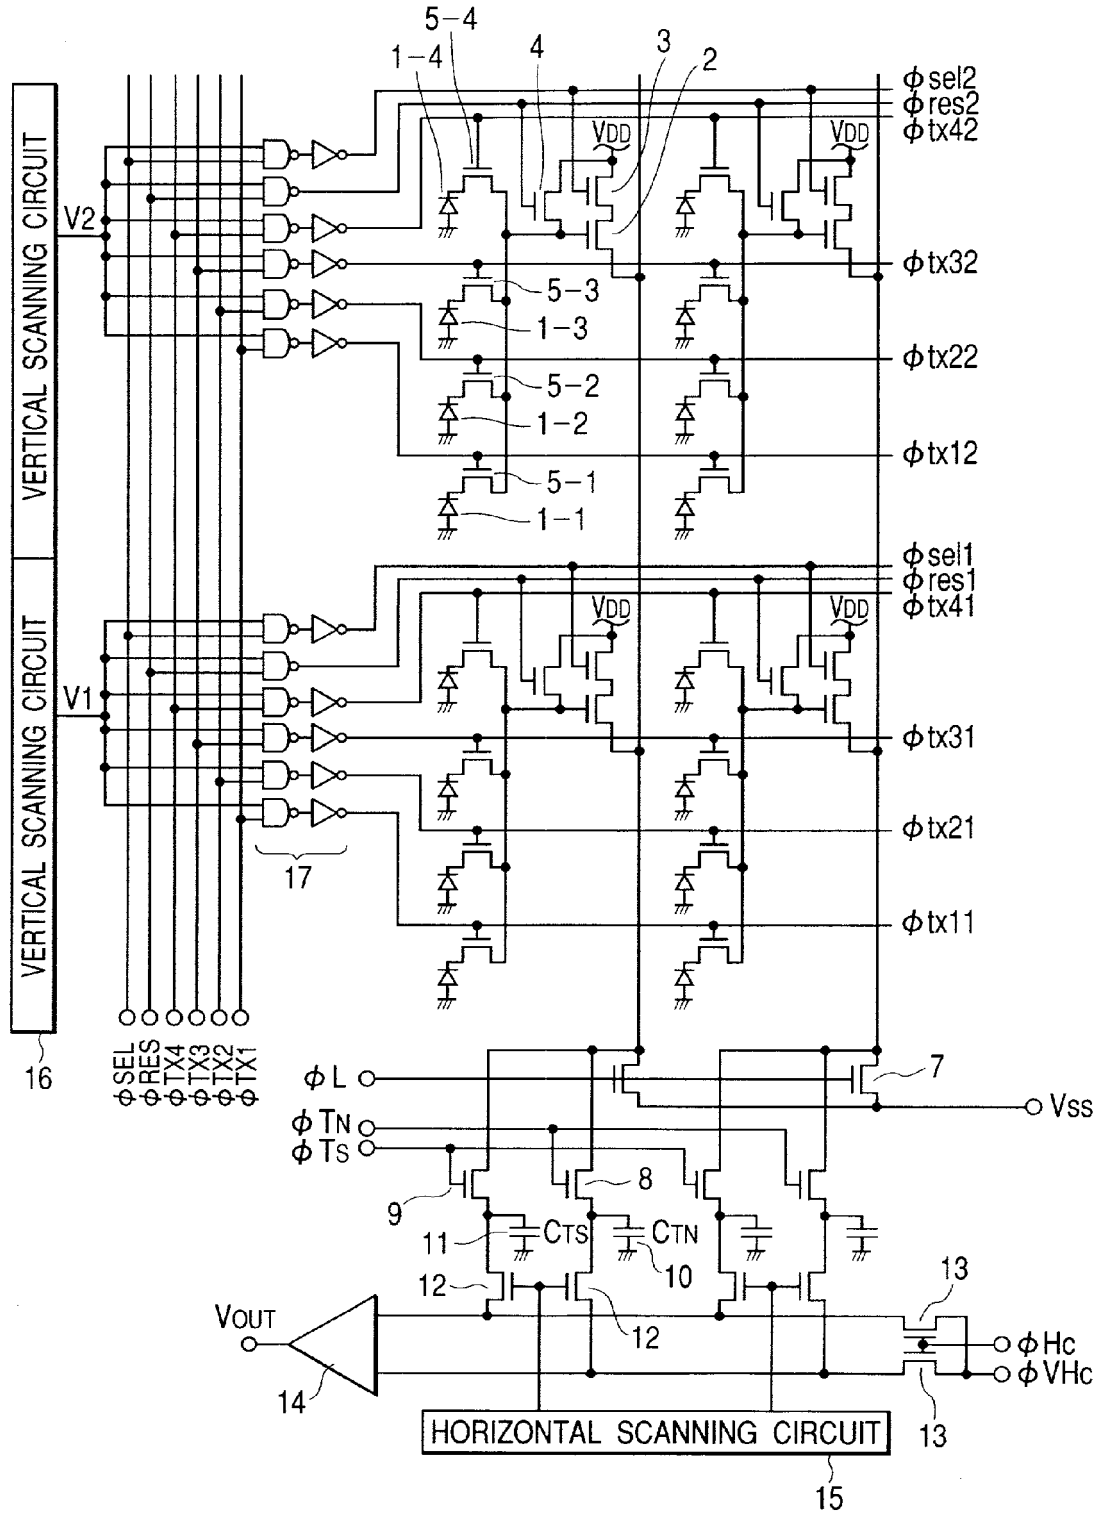 5-4
1-4
4
3
2
ϕsel2
ϕres2
ϕtx42
VDD
VDD
VERTICAL SCANNING CIRCUIT
V2
ϕtx32
5-3
1-3
ϕtx22
5-2
1-2
ϕtx12
5-1
1-1
ϕsel1
ϕres1
ϕtx41
VDD
VDD
VERTICAL SCANNING CIRCUIT
V1
ϕtx31
ϕtx21
17
ϕtx11
16
ϕSEL
ϕRES
ϕTX4
ϕTX3
ϕTX2
ϕTX1
ϕL
7
VSS
ϕTN
ϕTS
9
8
11
CTS
CTN
10
12
12
13
VOUT
ϕHC
ϕVHC
14
13
HORIZONTAL SCANNING CIRCUIT
15